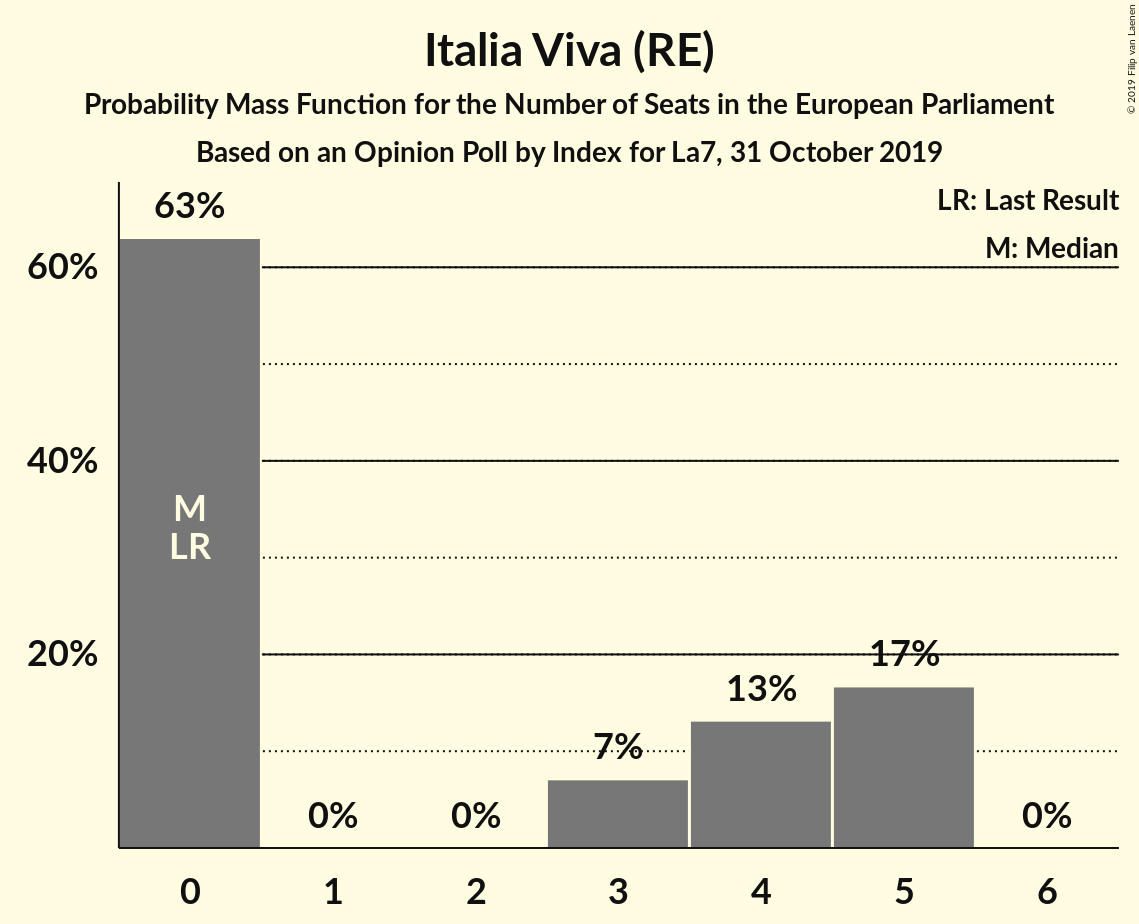 Italia Viva (RE)
Probability Mass Function for the Number of Seats in the European Parliament
Based on an Opinion Poll by Index for La7, 31 October 2019
© 2019 Filip van Laenen
LR: Last Result
M: Median
60%
40%
20%
63%
M
LR
0%
0%
7%
13%
17%
0%
0
1
2
3
4
5
6